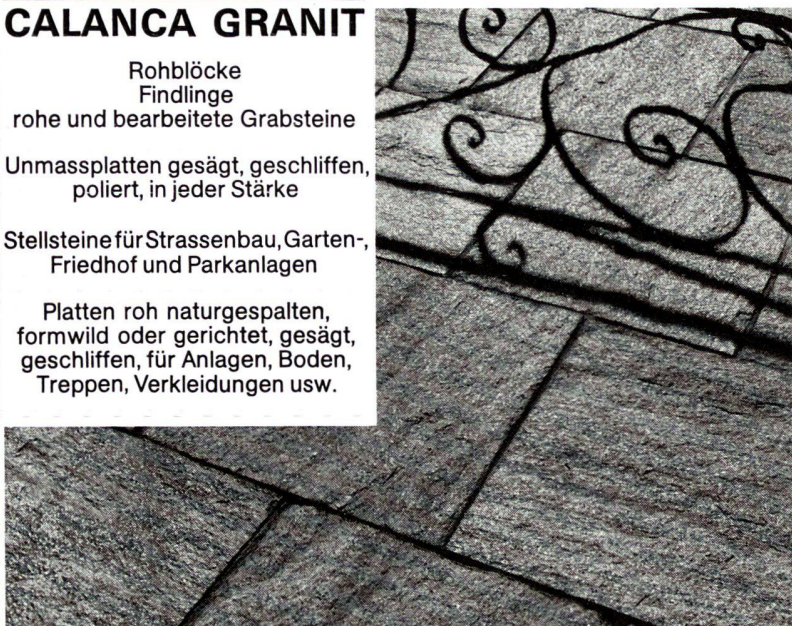 CALANCA GRANIT
Rohblöcke
Findlinge
rohe und bearbeitete Grabsteine
Unmassplatten gesägt, geschliffen,
poliert, in jeder Stärke
Stellsteine für Strassenbau, Garten-,
Friedhof und Parkanlagen
Platten roh naturgespalten,
formwild oder gerichtet, gesägt,
geschliffen, für Anlagen, Boden,
Treppen, Verkleidungen usw.